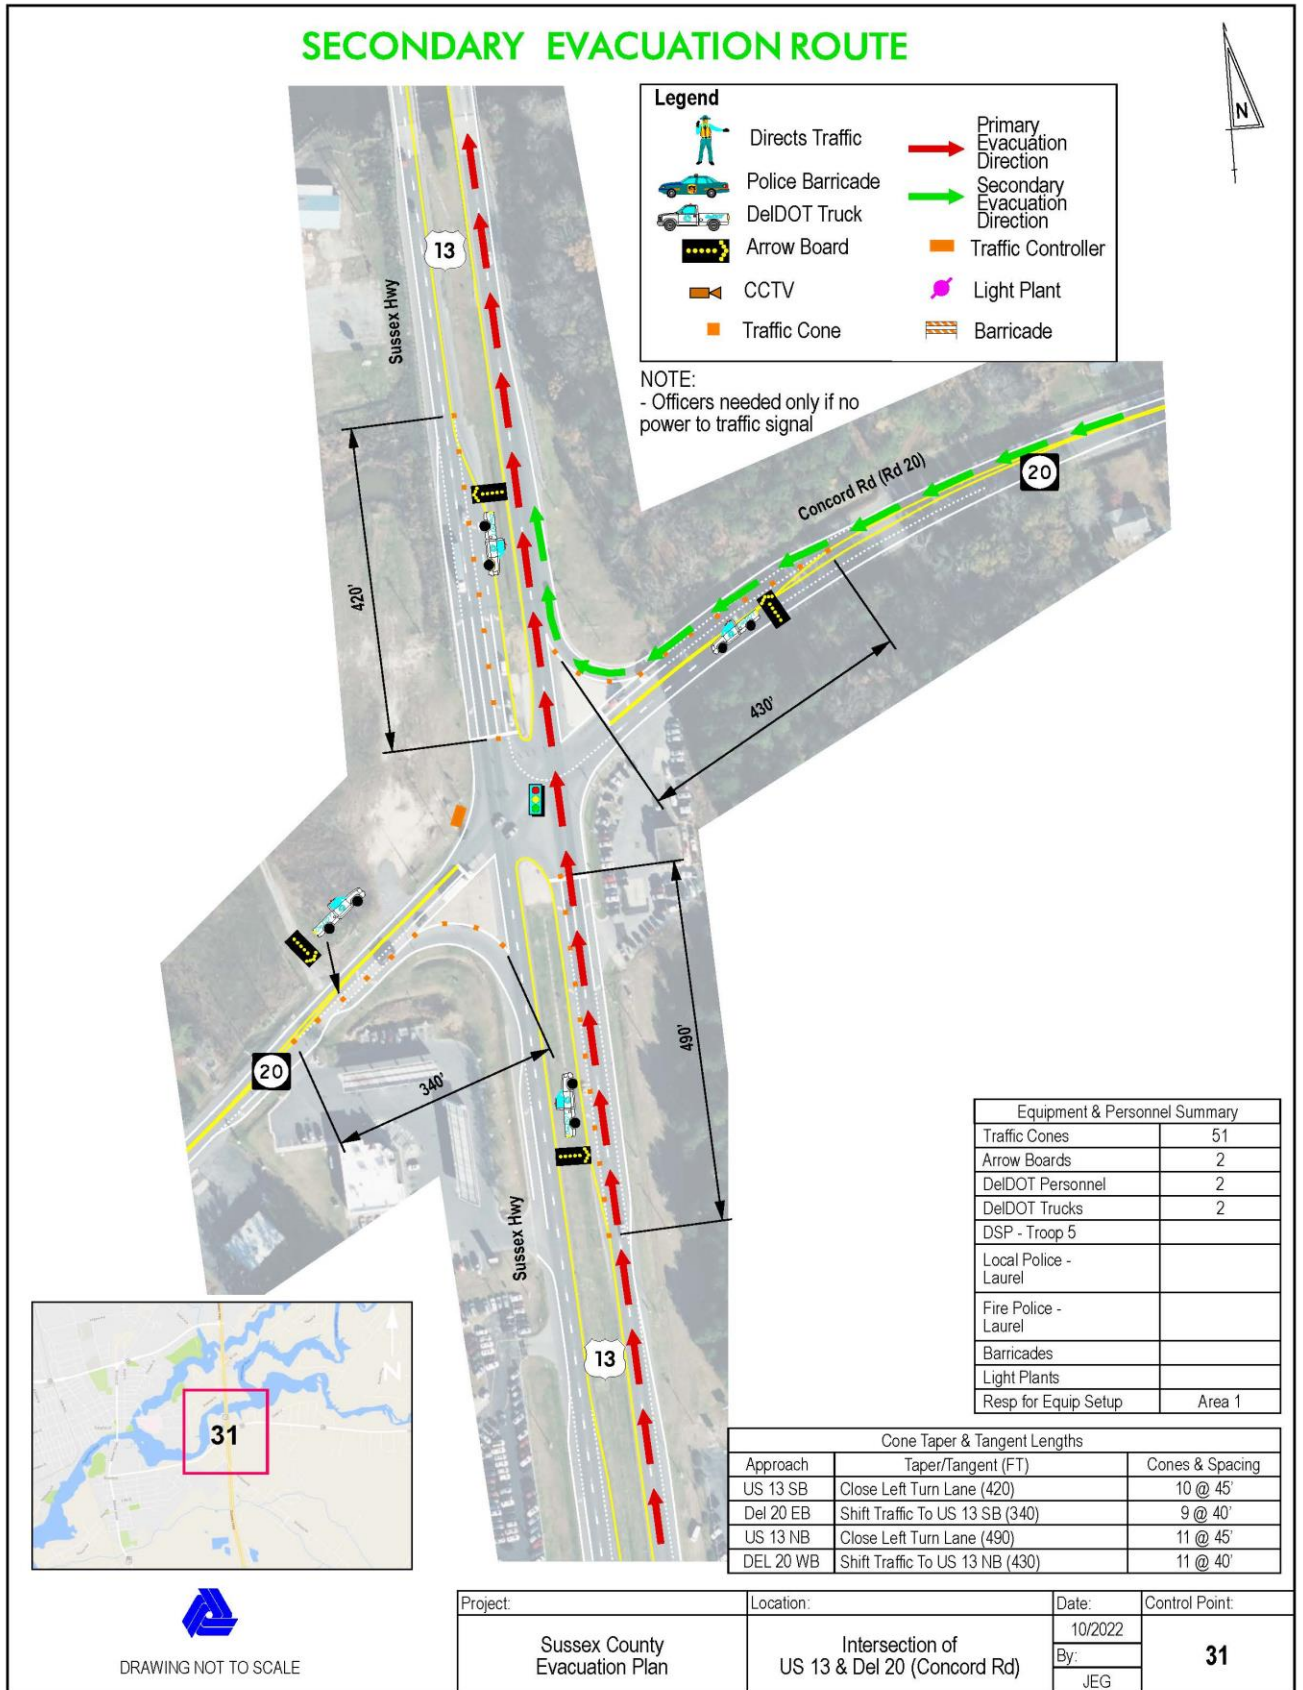 SECONDARY EVACUATION ROUTE
N
Legend
Directs Traffic
Police Barricade
DelDOT Truck
Arrow Board
CCTV
Traffic Cone
Primary
Evacuation
Direction
Secondary
Evacuation
Direction
Traffic Controller
Light Plant
Barricade
NOTE:
- Officers needed only if no
power to traffic signal
13
Sussex Hwy
Concord Rd (Rd 20)
20
420'
430'
490'
340'
20
Sussex Hwy
13
Equipment & Personnel Summary
Traffic Cones 51
Arrow Boards 2
DelDOT Personnel 2
DelDOT Trucks 2
DSP - Troop 5
Local Police -
Laurel
Fire Police -
Laurel
Barricades
Light Plants
Resp for Equip Setup Area 1
31
N
Cone Taper & Tangent Lengths
Approach Taper/Tangent (FT) Cones & Spacing
US 13 SB Close Left Turn Lane (420) 10 @ 45'
Del 20 EB Shift Traffic To US 13 SB (340) 9 @ 40'
US 13 NB Close Left Turn Lane (490) 11 @ 45'
DEL 20 WB Shift Traffic To US 13 NB (430) 11 @ 40'
DRAWING NOT TO SCALE
Project:
Sussex County
Evacuation Plan
Location:
Intersection of
US 13 & Del 20 (Concord Rd)
Date:
10/2022
By:
JEG
Control Point:
31